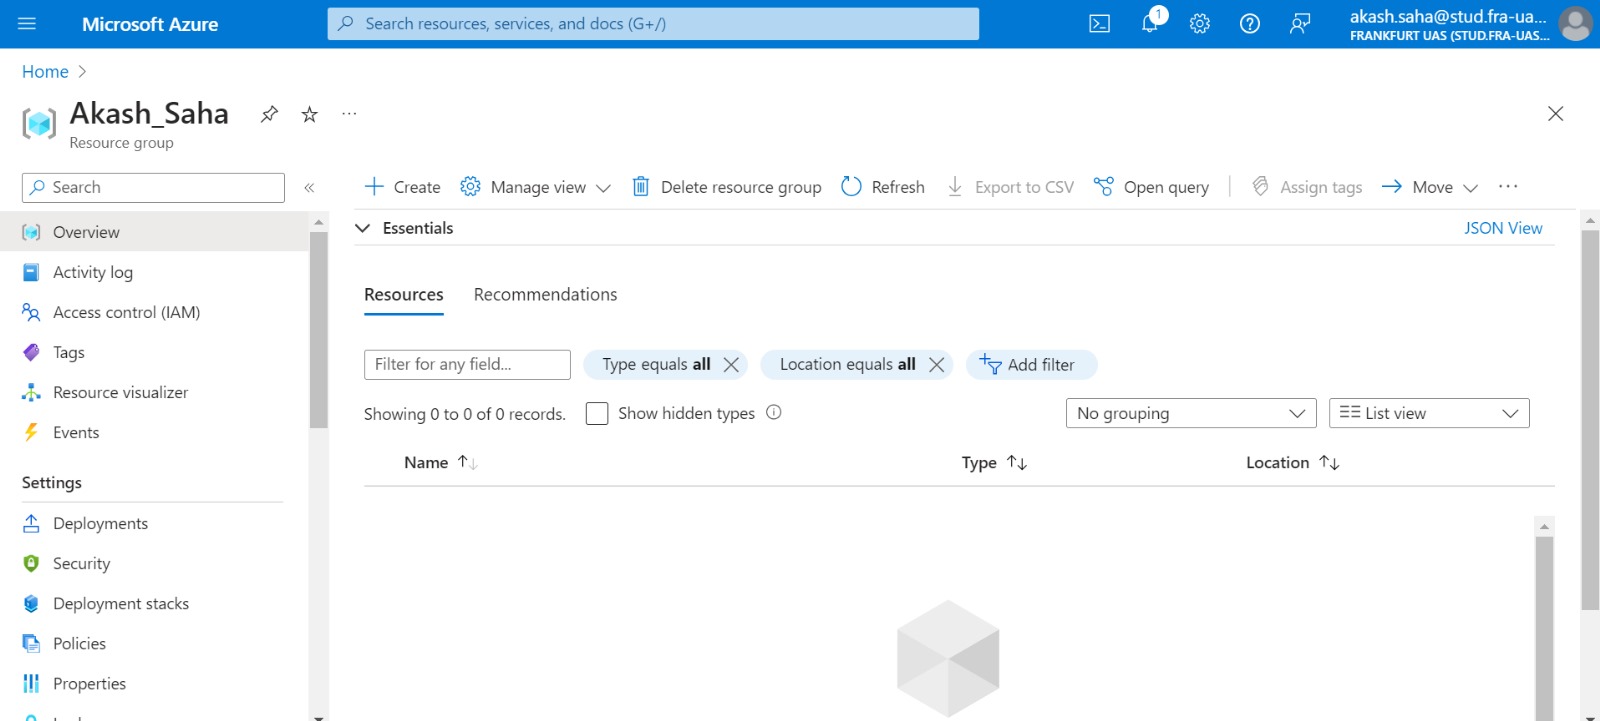 Microsoft Azure
Search resources, services, and docs (G+/)
1
akash.saha@stud.fra-ua...
FRANKFURT UAS (STUD.FRA-UAS...
Home >
Akash_Saha
...
Resource group
Search
«
Create
Manage view
Delete resource group
Refresh
Export to CSV
Open query
Assign tags
Move
...
Overview
Activity log
Access control (IAM)
Tags
Resource visualizer
Events
Settings
Deployments
Security
Deployment stacks
Policies
Properties
Essentials
JSON View
Resources
Recommendations
Filter for any field...
Type equals all
Location equals all
Add filter
Showing 0 to 0 of 0 records.
Show hidden types
No grouping
List view
Name ↑↓
Type ↑↓
Location ↑↓